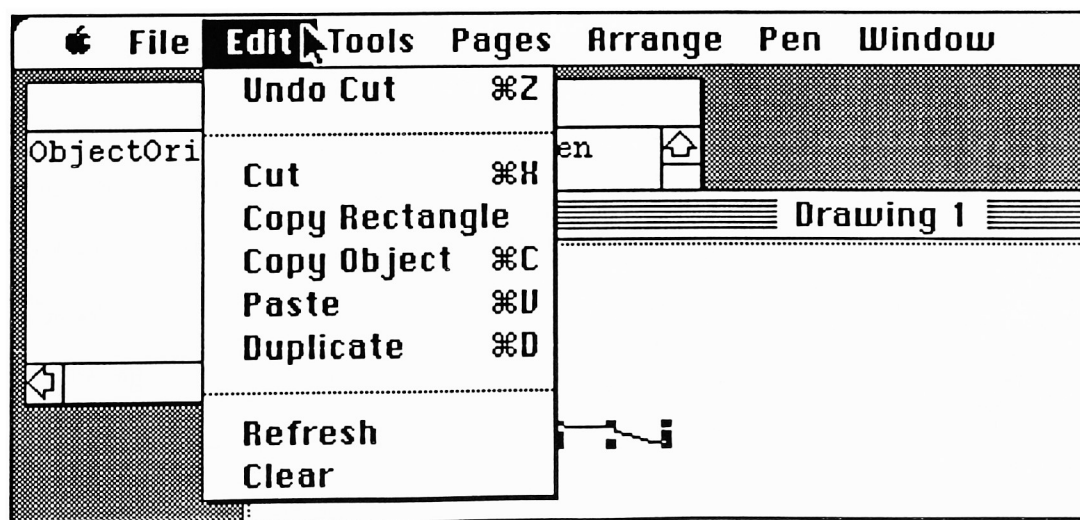 File Edit Tools Pages Arrange Pen Window
Undo Cut ⌘Z
ObjectOri
en
Cut ⌘X
Copy Rectangle
Drawing 1
Copy Object ⌘C
Paste ⌘V
Duplicate ⌘D
Refresh
Clear